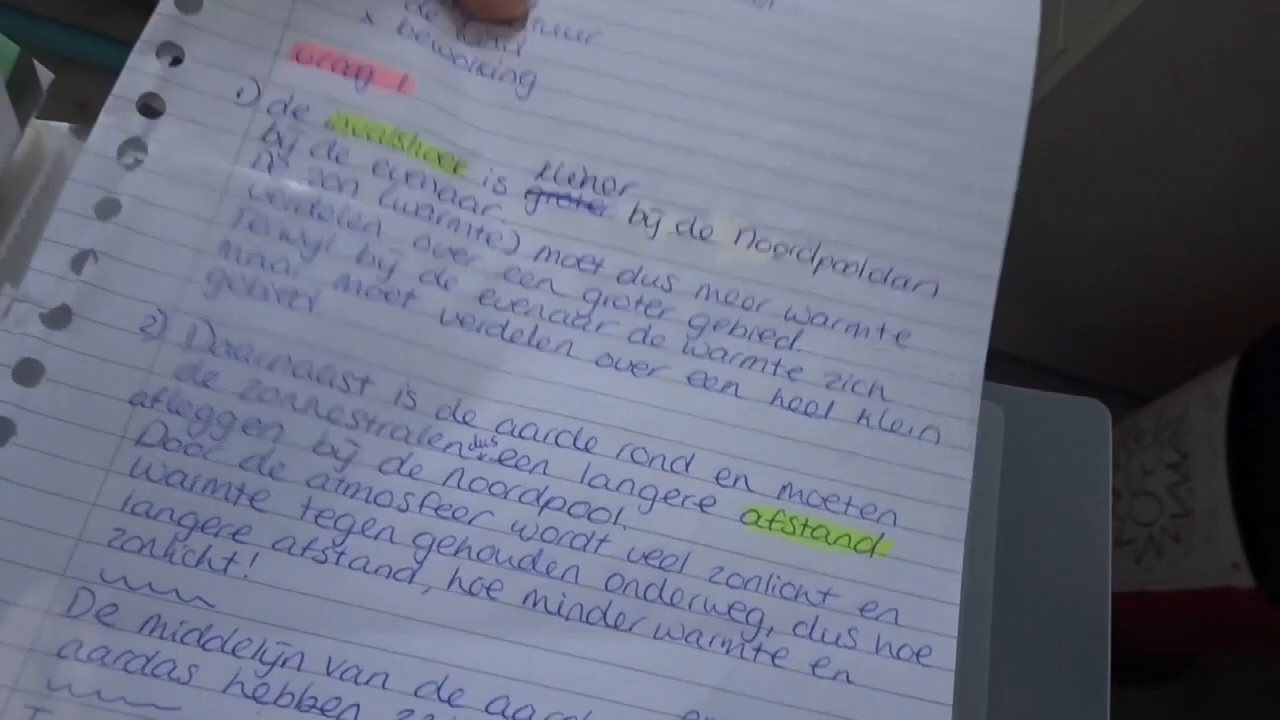 bewolking
vraag 1
1) de invalshoek is kleiner bij de noordpool dan
bij de evenaar.
zon (warmte) moet dus meer warmte
verdelen over een groter gebied.
Terwijl bij de evenaar de warmte zich
maar moet verdelen over een heel klein
gebied.
2) Daarnaast is de aarde rond en moeten
de zonnestralen dus een langere afstand
afleggen bij de noordpool.
Door de atmosfeer wordt veel zonlicht en
warmte tegen gehouden onderweg, dus hoe
langere afstand, hoe minder warmte en
zonlicht!
De middelijn van de
aardas hebben